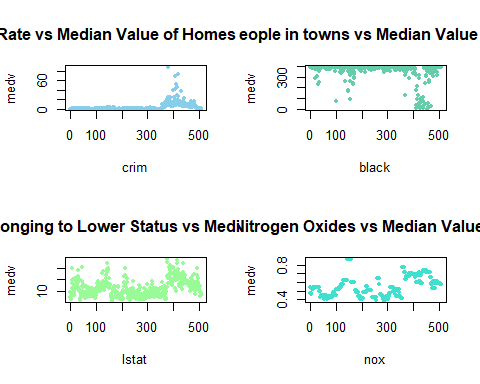 Rate vs Median Value of Homes
eople in towns vs Median Value
medv
60
0
0 100 300 500
crim
medv
300
0
0 100 300 500
black
onging to Lower Status vs Medi
Nitrogen Oxides vs Median Value
medv
10
0 100 300 500
lstat
medv
0.8
0.4
0 100 300 500
nox